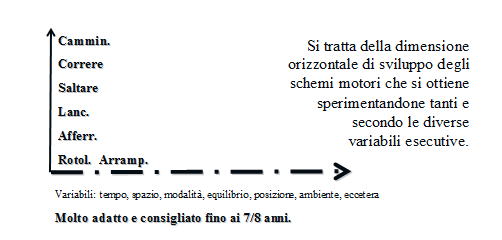 Cammin.
Correre
Saltare
Lanc.
Afferr.
Rotol. Arramp.
Si tratta della dimensione
orizzontale di sviluppo degli
schemi motori che si ottiene
sperimentandone tanti e
secondo le diverse
variabili esecutive.
Variabili: tempo, spazio, modalità, equilibrio, posizione, ambiente, eccetera
Molto adatto e consigliato fino ai 7/8 anni.